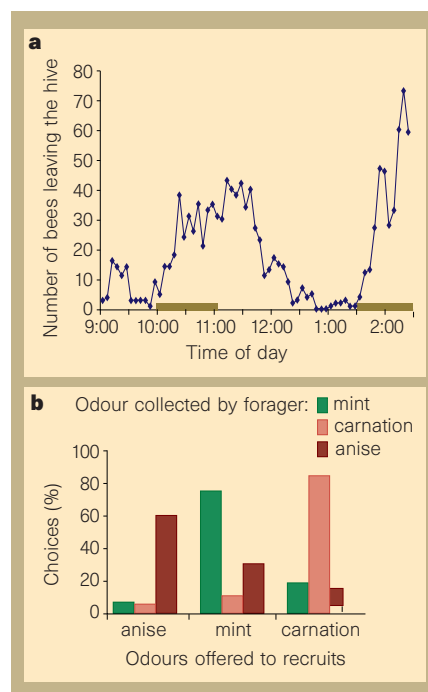 a
Number of bees leaving the hive
80
70
60
50
40
30
20
10
0
9:00 10:00 11:00 12:00 1:00 2:00
Time of day
b Odour collected by forager: mint
carnation
anise
Choices (%)
100
80
60
40
20
0
anise mint carnation
Odours offered to recruits